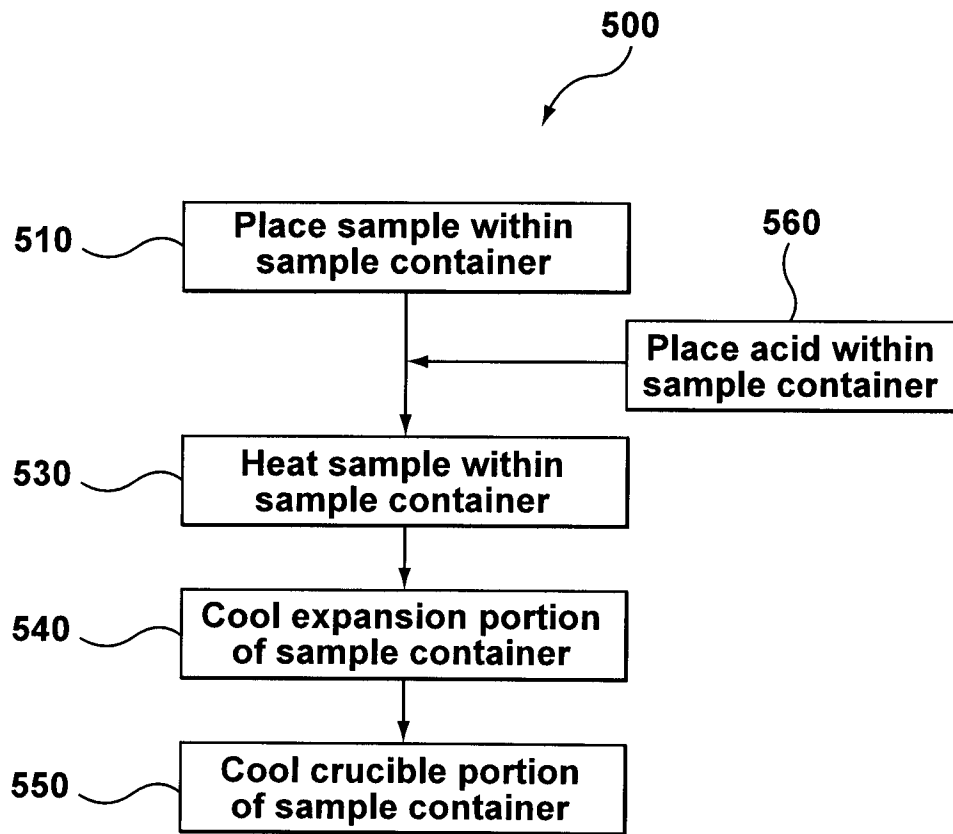 500
510
Place sample within
sample container
560
Place acid within
sample container
530
Heat sample within
sample container
540
Cool expansion portion
of sample container
550
Cool crucible portion
of sample container